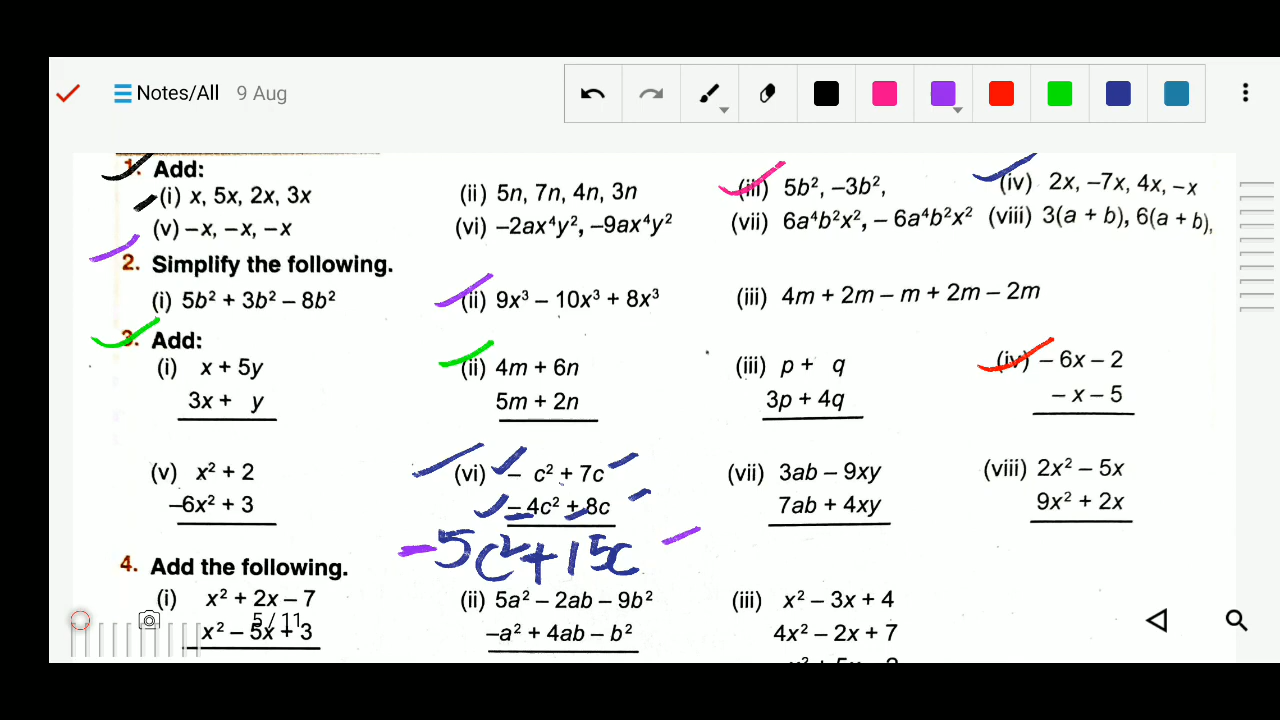 Notes/All 9 Aug
1. Add:
(i) x, 5x, 2x, 3x (ii) 5n, 7n, 4n, 3n (iii) 5b², –3b², (iv) 2x, –7x, 4x, –x
(v) –x, –x, –x (vi) –2ax⁴y², –9ax⁴y² (vii) 6a⁴b²x², – 6a⁴b²x² (viii) 3(a + b), 6(a + b),
2. Simplify the following.
(i) 5b² + 3b² – 8b² (ii) 9x³ – 10x³ + 8x³ (iii) 4m + 2m – m + 2m – 2m
3. Add:
(i) x + 5y (ii) 4m + 6n (iii) p + q (iv) – 6x – 2
3x + y 5m + 2n 3p + 4q – x – 5
(v) x² + 2 (vi) – c² + 7c (vii) 3ab – 9xy (viii) 2x² – 5x
–6x² + 3 – 4c² + 8c 7ab + 4xy 9x² + 2x
–5c²+15c
4. Add the following.
(i) x² + 2x – 7 (ii) 5a² – 2ab – 9b² (iii) x² – 3x + 4
5 / 11
x² – 5x + 3 –a² + 4ab – b² 4x² – 2x + 7